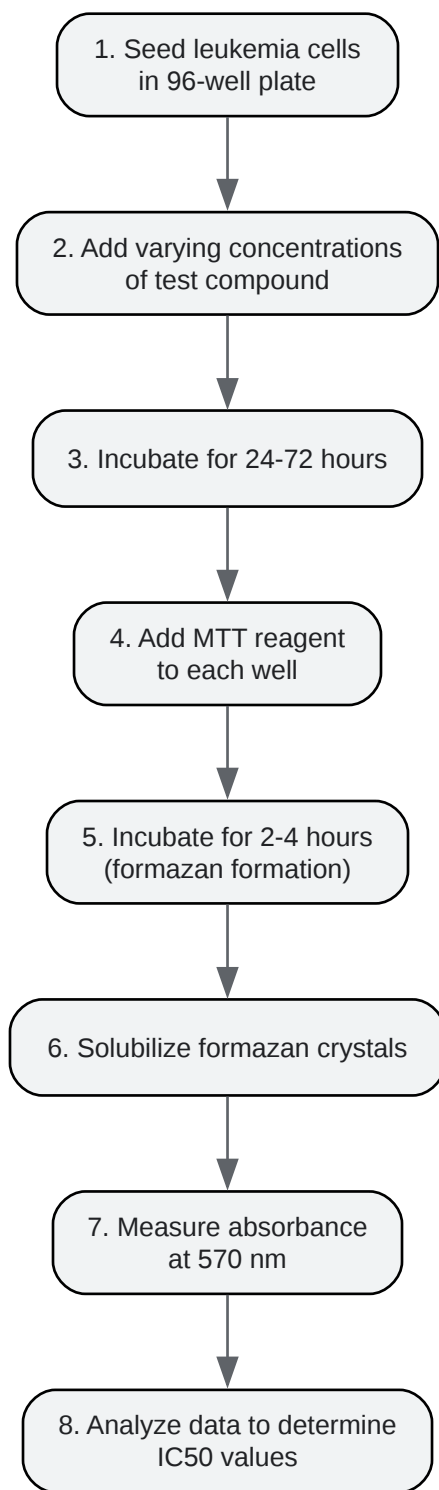 1. Seed leukemia cells
in 96-well plate
2. Add varying concentrations
of test compound
3. Incubate for 24-72 hours
4. Add MTT reagent
to each well
5. Incubate for 2-4 hours
(formazan formation)
6. Solubilize formazan crystals
7. Measure absorbance
at 570 nm
8. Analyze data to determine
IC50 values